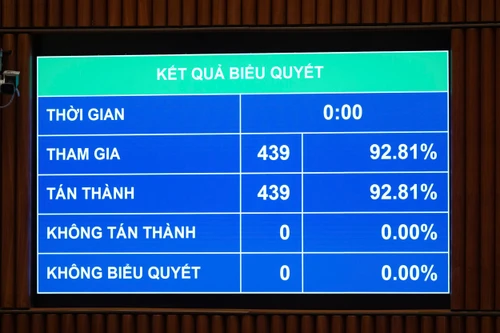 KẾT QUẢ BIỂU QUYẾT
THỜI GIAN 0:00
THAM GIA 439 92.81%
TÁN THÀNH 439 92.81%
KHÔNG TÁN THÀNH 0 0.00%
KHÔNG BIỂU QUYẾT 0 0.00%